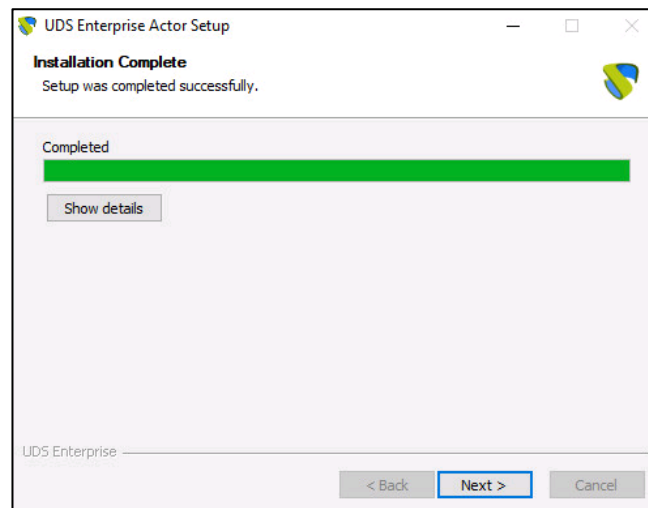 UDS Enterprise Actor Setup
Installation Complete
Setup was completed successfully.
Completed
Show details
UDS Enterprise
< Back
Next >
Cancel